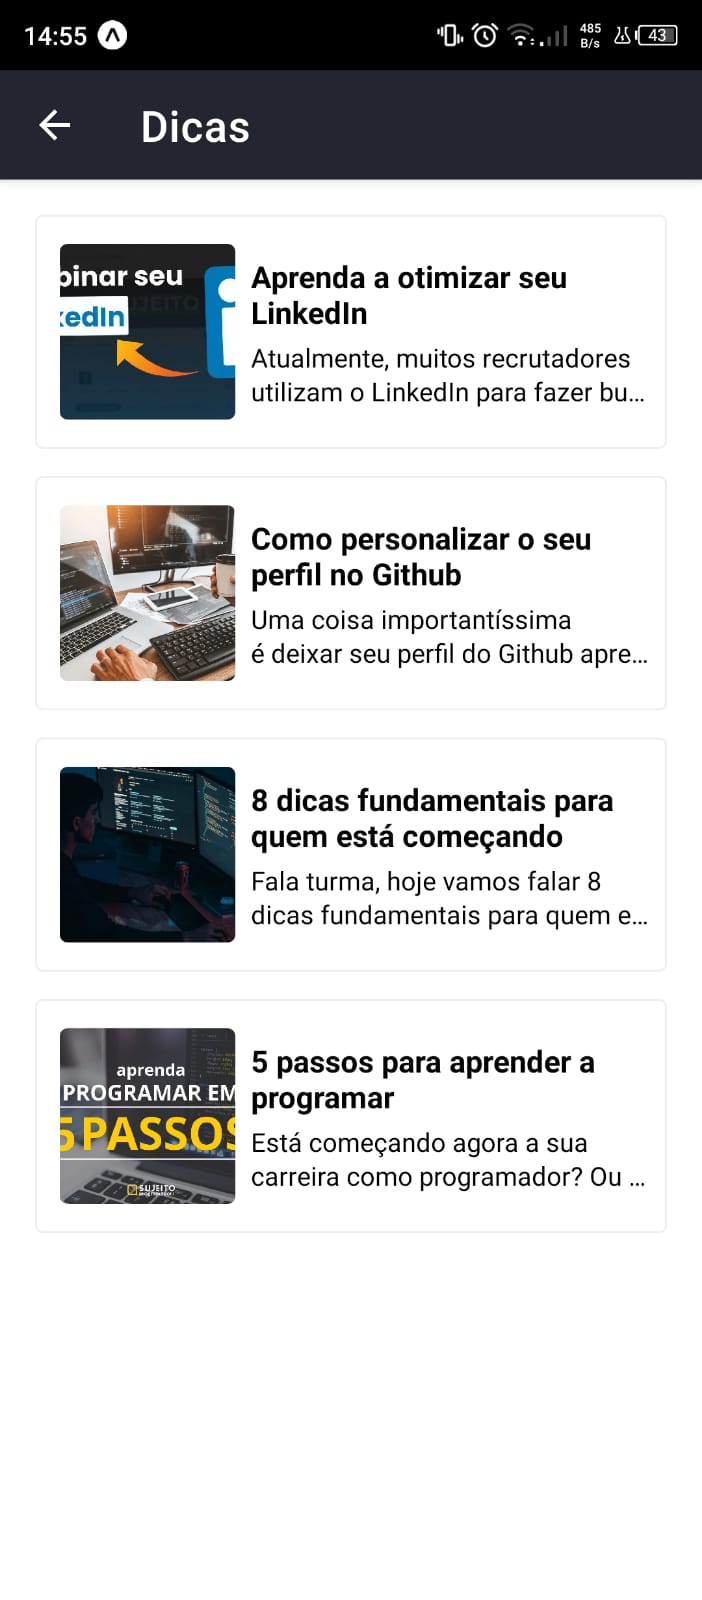 14:55
485
B/s
43
Dicas
binar seu
kedIn
Aprenda a otimizar seu
LinkedIn
Atualmente, muitos recrutadores
utilizam o LinkedIn para fazer bu...
Como personalizar o seu
perfil no Github
Uma coisa importantíssima
é deixar seu perfil do Github apre...
8 dicas fundamentais para
quem está começando
Fala turma, hoje vamos falar 8
dicas fundamentais para quem e...
aprenda
PROGRAMAR EM
5 PASSOS
SUJEITO
5 passos para aprender a
programar
Está começando agora a sua
carreira como programador? Ou ...